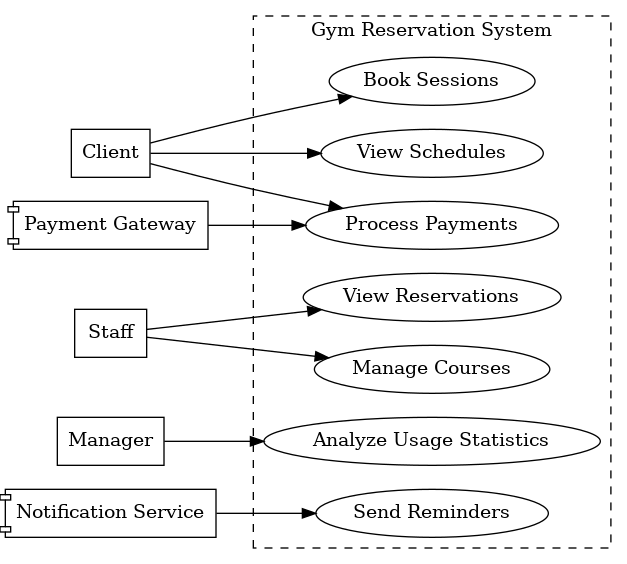 Gym Reservation System
Book Sessions
Client
View Schedules
Payment Gateway
Process Payments
View Reservations
Staff
Manage Courses
Manager
Analyze Usage Statistics
Notification Service
Send Reminders